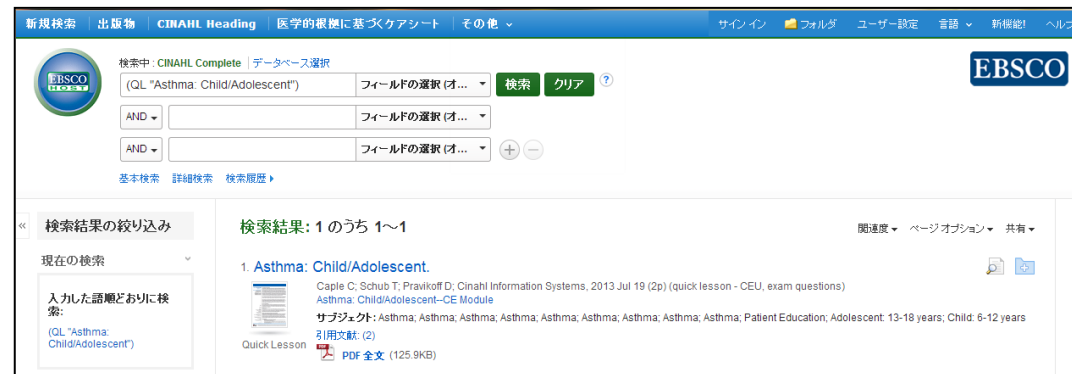 新規検索 出版物 CINAHL Heading 医学的根拠に基づくケアシート その他 サインイン フォルダ ユーザー設定 言語 新機能! ヘルプ
検索中: CINAHL Complete データベース選択
EBSCO HOST
(QL "Asthma: Child/Adolescent") フィールドの選択 (オ... 検索 クリア ?
EBSCO
AND フィールドの選択 (オ...
AND フィールドの選択 (オ...
基本検索 詳細検索 検索履歴
« 検索結果の絞り込み
検索結果: 1 のうち 1~1
関連度 ページ オプション 共有
現在の検索
入力した語順どおりに検
索:
(QL "Asthma:
Child/Adolescent")
1. Asthma: Child/Adolescent.
Caple C; Schub T; Pravikoff D; Cinahl Information Systems, 2013 Jul 19 (2p) (quick lesson - CEU, exam questions)
Asthma: Child/Adolescent--CE Module
サブジェクト: Asthma; Asthma; Asthma; Asthma; Asthma; Asthma; Asthma; Asthma; Asthma; Asthma; Patient Education; Adolescent: 13-18 years; Child: 6-12 years
引用文献: (2)
Quick Lesson
PDF 全文 (125.9KB)